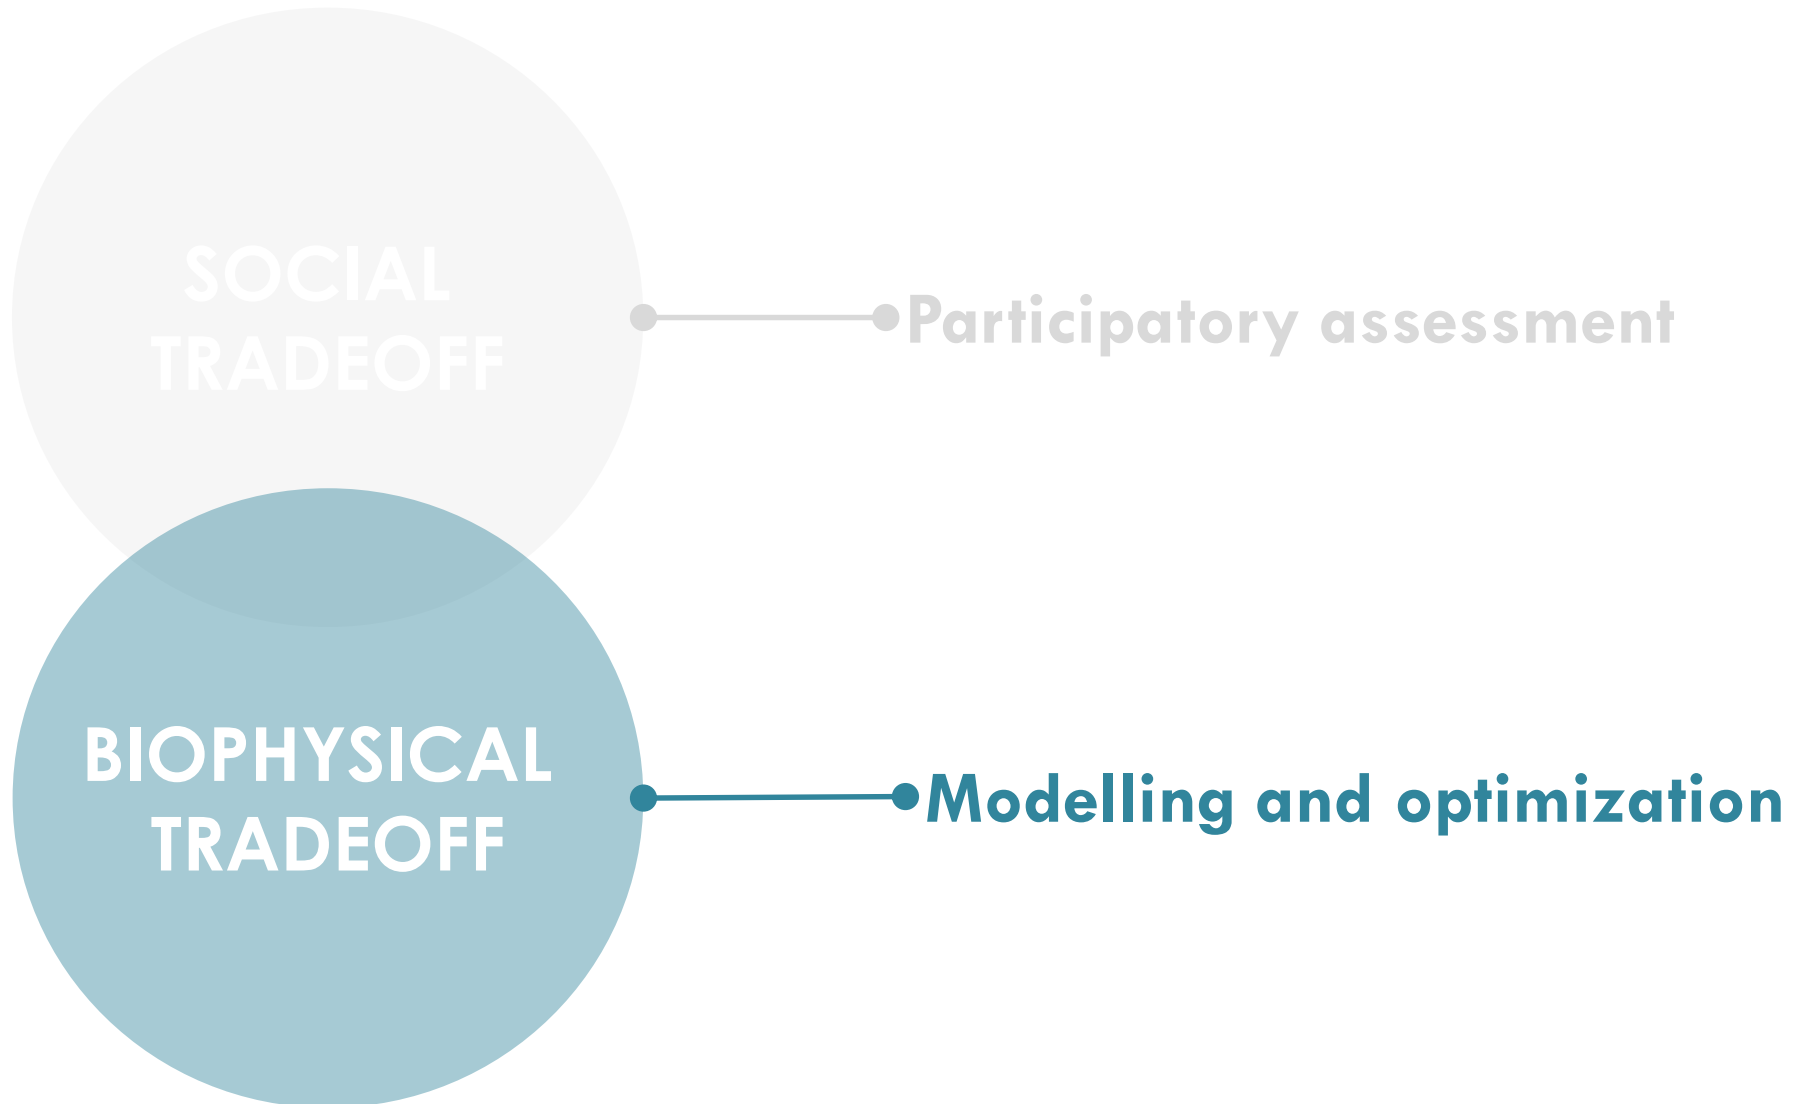 SOCIAL
TRADEOFF
Participatory assessment
BIOPHYSICAL
TRADEOFF
Modelling and optimization